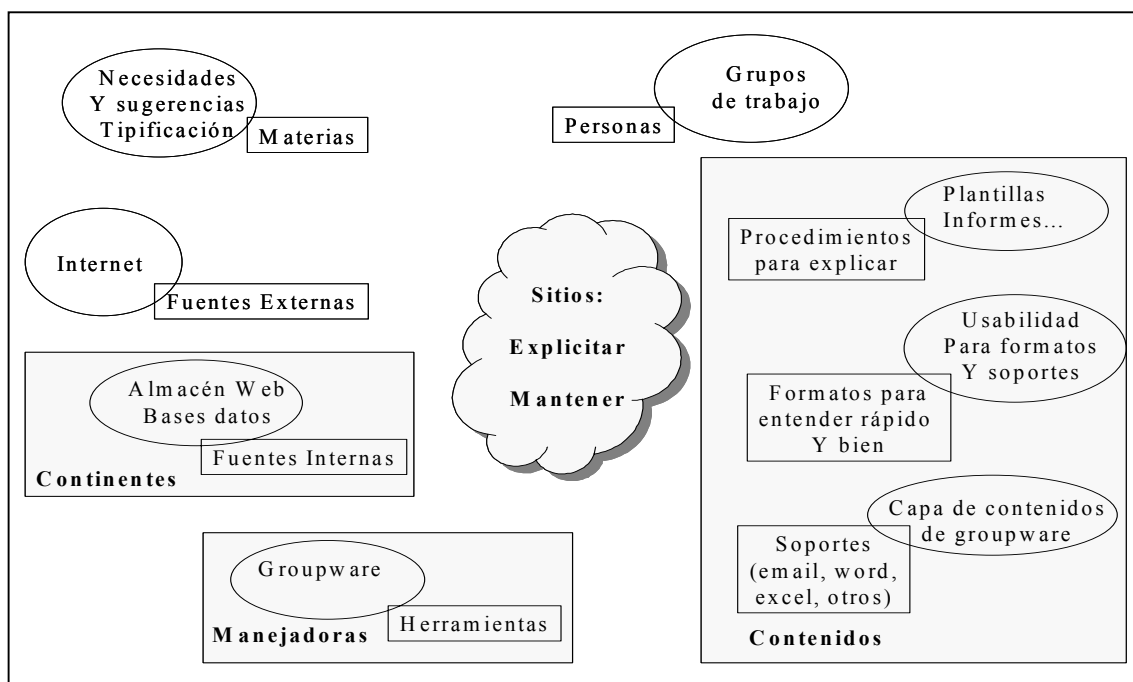 Necesidades
Y sugerencias
Tipificación
Materias
Grupos
de trabajo
Personas
Internet
Fuentes Externas
Almacén Web
Bases datos
Fuentes Internas
Continentes
Groupware
Herramientas
Manejadoras
Sitios:
Explicitar
Mantener
Plantillas
Informes...
Procedimientos
para explicar
Usabilidad
Para formatos
Y soportes
Formatos para
entender rápido
Y bien
Capa de contenidos
de groupware
Soportes
(email, word,
excel, otros)
Contenidos